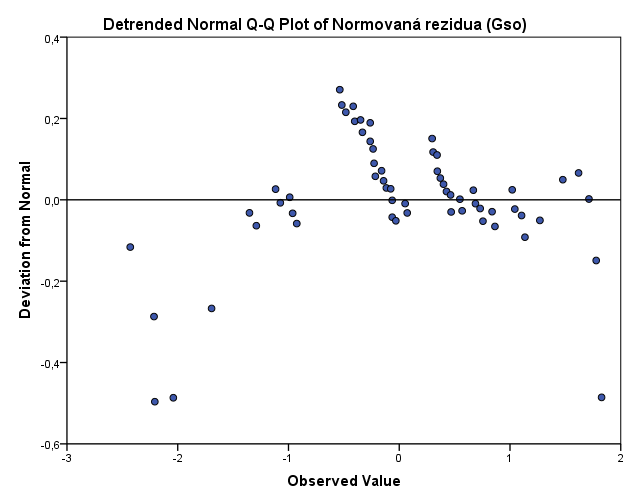 Detrended Normal Q-Q Plot of Normovaná rezidua (Gso)
0,4
0,2
0,0
-0,2
-0,4
-0,6
Deviation from Normal
-3 -2 -1 0 1 2
Observed Value